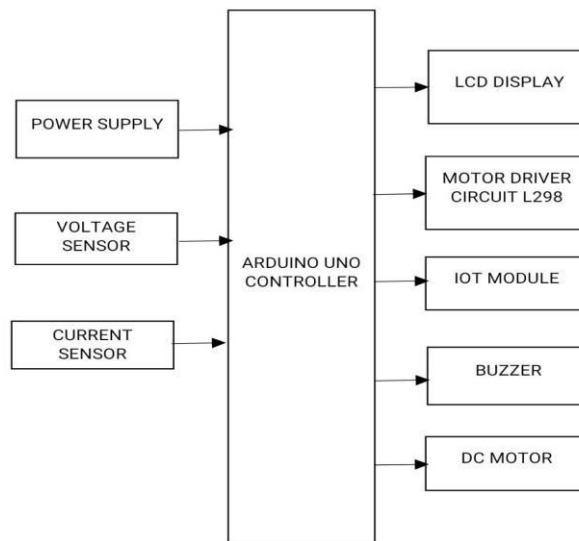 POWER SUPPLY
VOLTAGE
SENSOR
CURRENT
SENSOR
ARDUINO UNO
CONTROLLER
LCD DISPLAY
MOTOR DRIVER
CIRCUIT L298
IOT MODULE
BUZZER
DC MOTOR